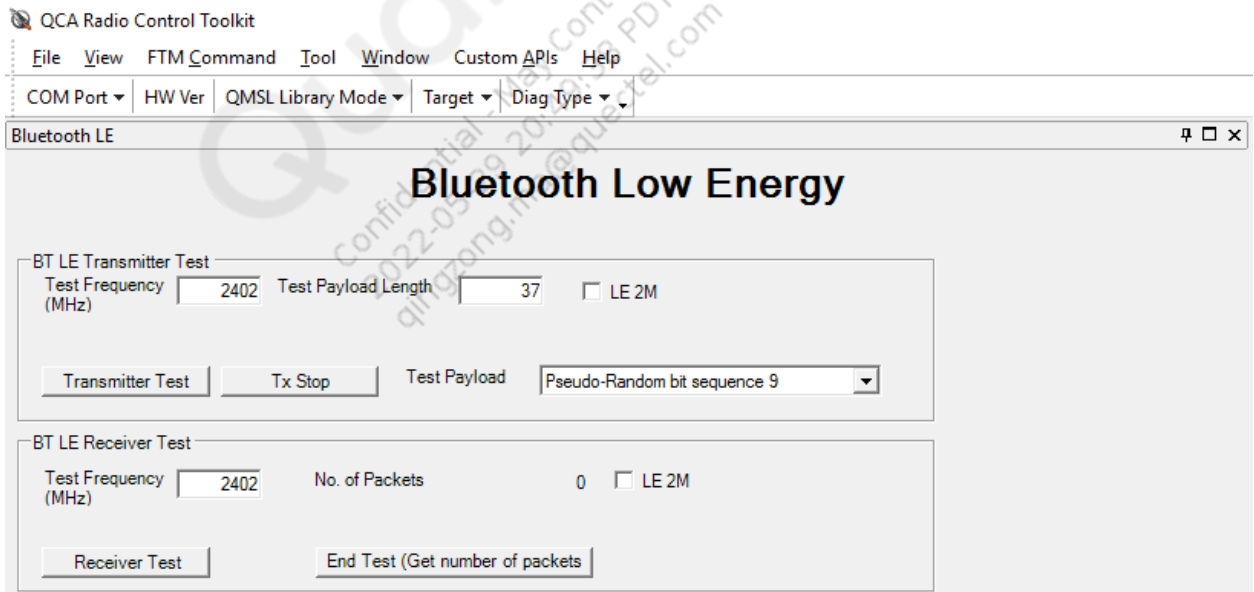 QCA Radio Control Toolkit
File View FTM Command Tool Window Custom APIs Help
COM Port HW Ver QMSL Library Mode Target Diag Type
Bluetooth LE
Bluetooth Low Energy
BT LE Transmitter Test
Test Frequency (MHz) 2402 Test Payload Length 37 LE 2M
Transmitter Test Tx Stop Test Payload Pseudo-Random bit sequence 9
BT LE Receiver Test
Test Frequency (MHz) 2402 No. of Packets 0 LE 2M
Receiver Test End Test (Get number of packets